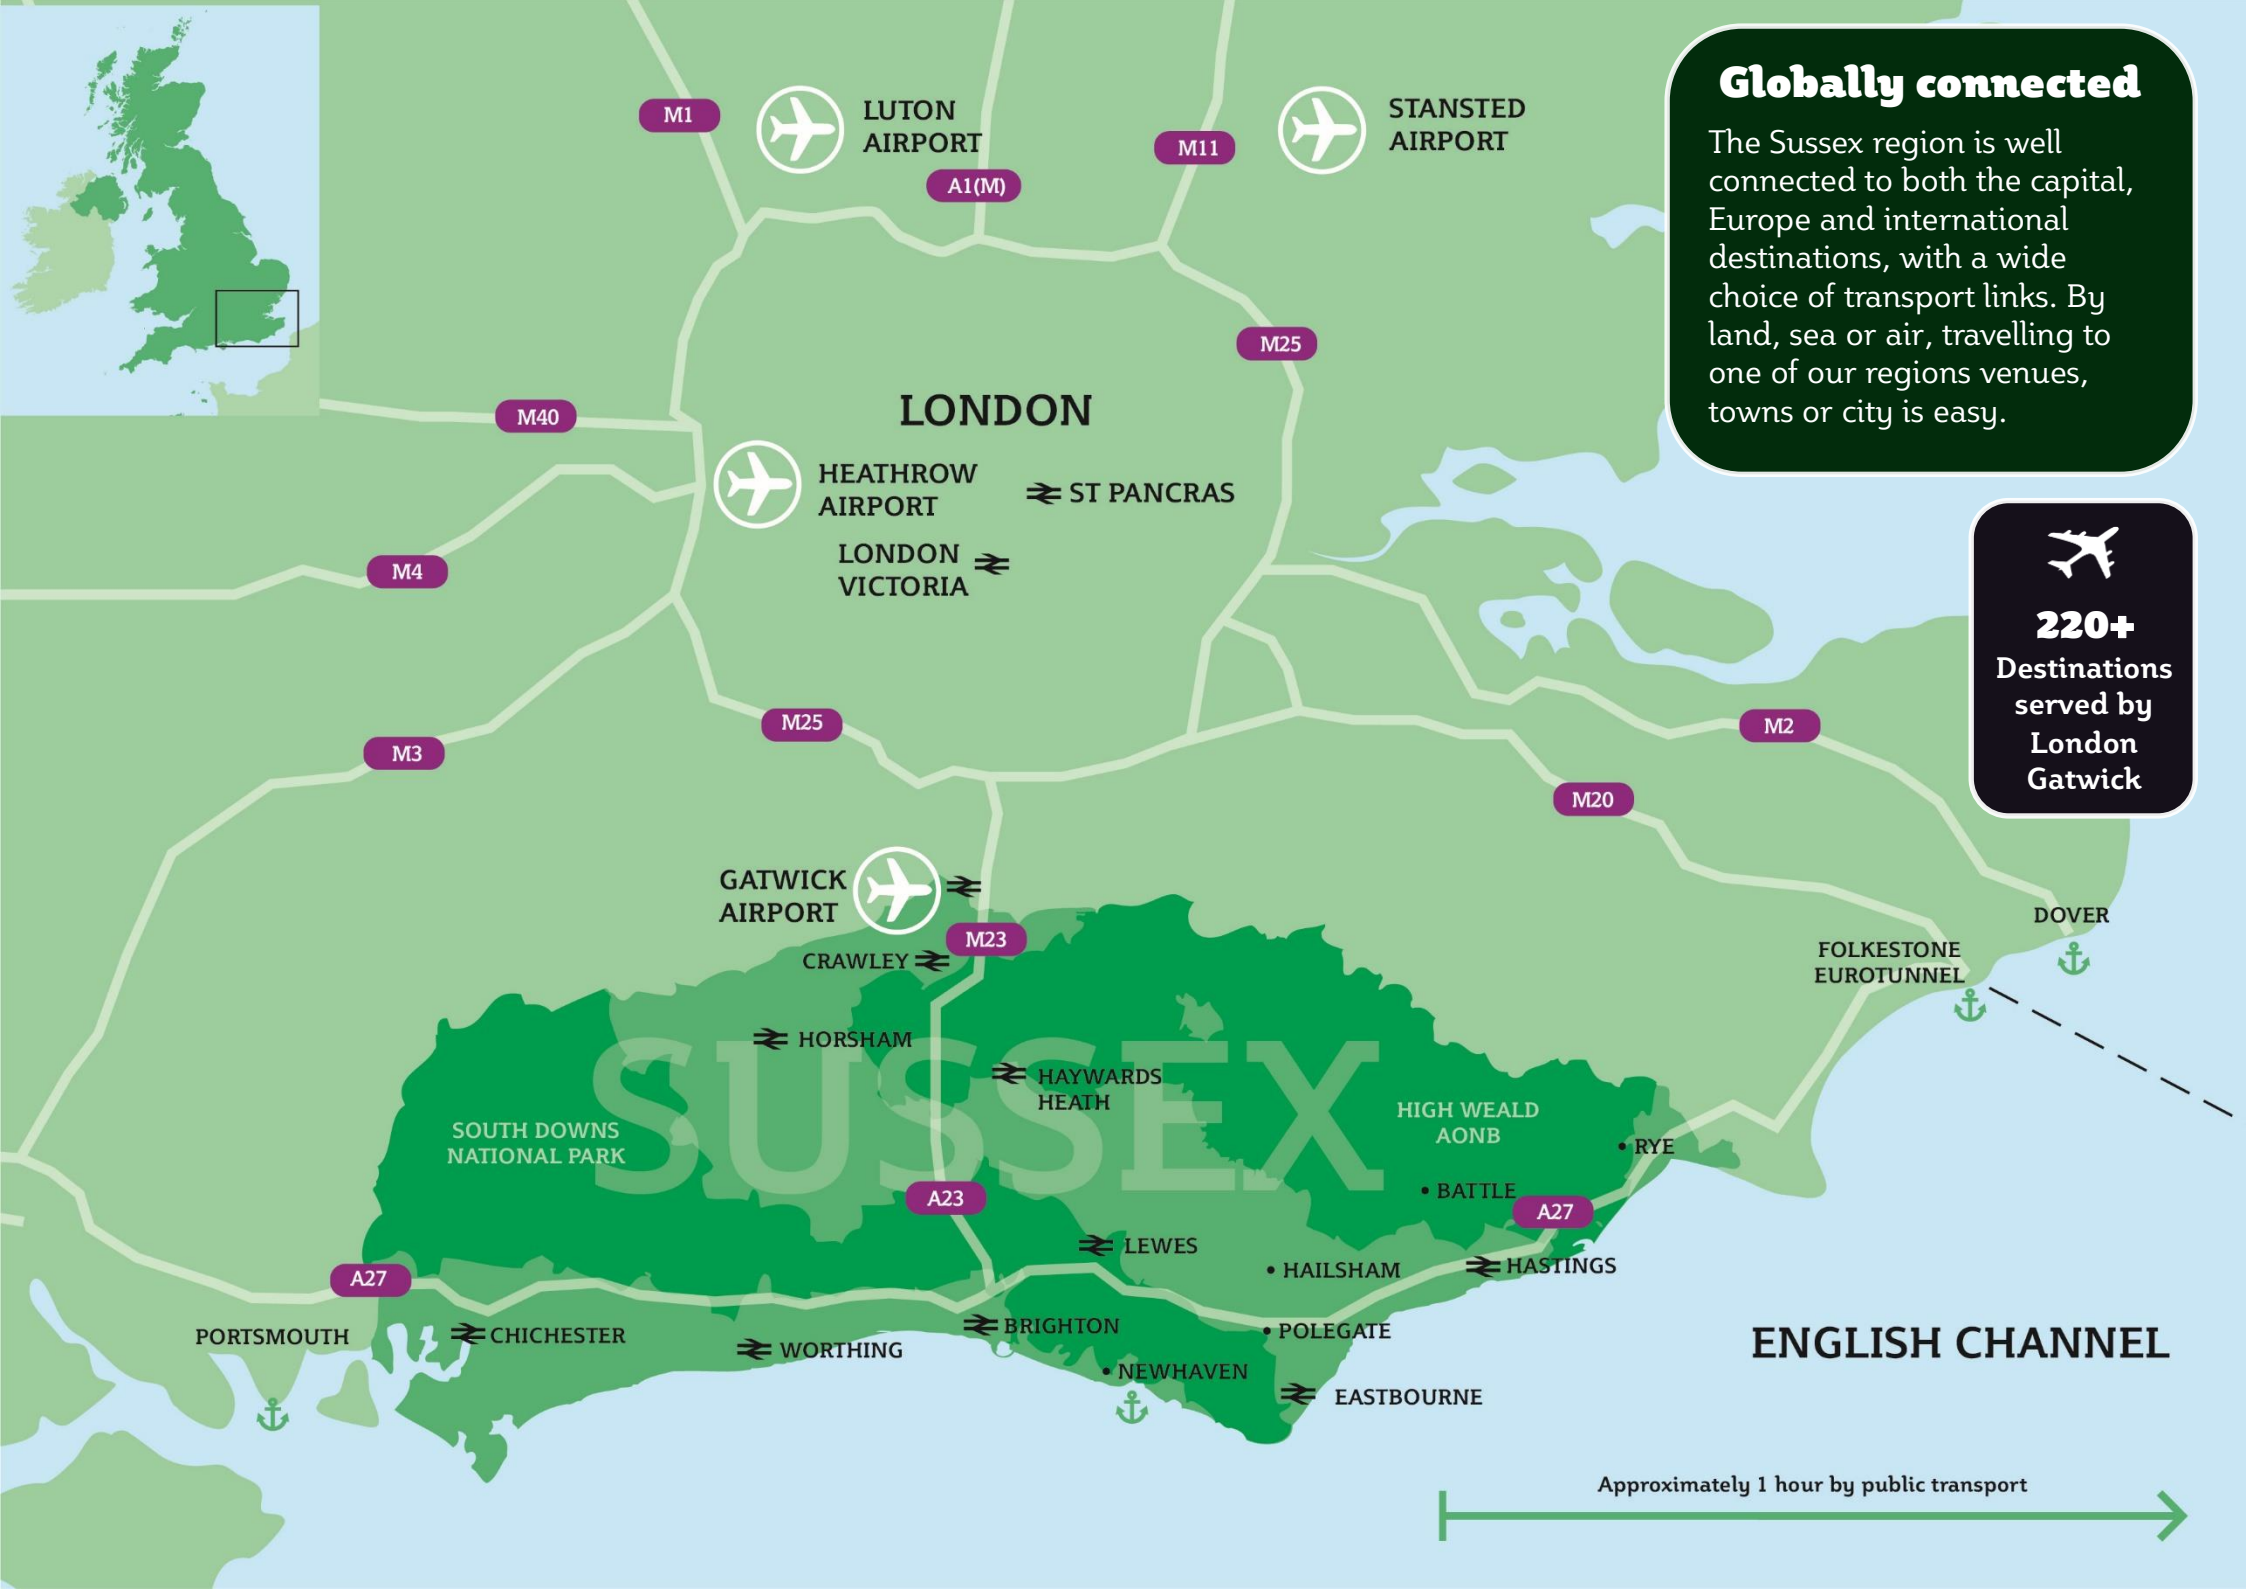 Globally connected
The Sussex region is well
connected to both the capital,
Europe and international
destinations, with a wide
choice of transport links. By
land, sea or air, travelling to
one of our regions venues,
towns or city is easy.
220+
Destinations
served by
London
Gatwick
M1
LUTON
AIRPORT
A1(M)
M11
STANSTED
AIRPORT
M25
M40
LONDON
HEATHROW
AIRPORT
ST PANCRAS
LONDON
VICTORIA
M4
M3
M25
M2
M20
GATWICK
AIRPORT
M23
CRAWLEY
DOVER
FOLKESTONE
EUROTUNNEL
HORSHAM
SUSSEX
HAYWARDS
HEATH
SOUTH DOWNS
NATIONAL PARK
HIGH WEALD
AONB
RYE
BATTLE
A23
A27
LEWES
HAILSHAM
HASTINGS
A27
PORTSMOUTH
CHICHESTER
WORTHING
BRIGHTON
POLEGATE
NEWHAVEN
EASTBOURNE
ENGLISH CHANNEL
Approximately 1 hour by public transport